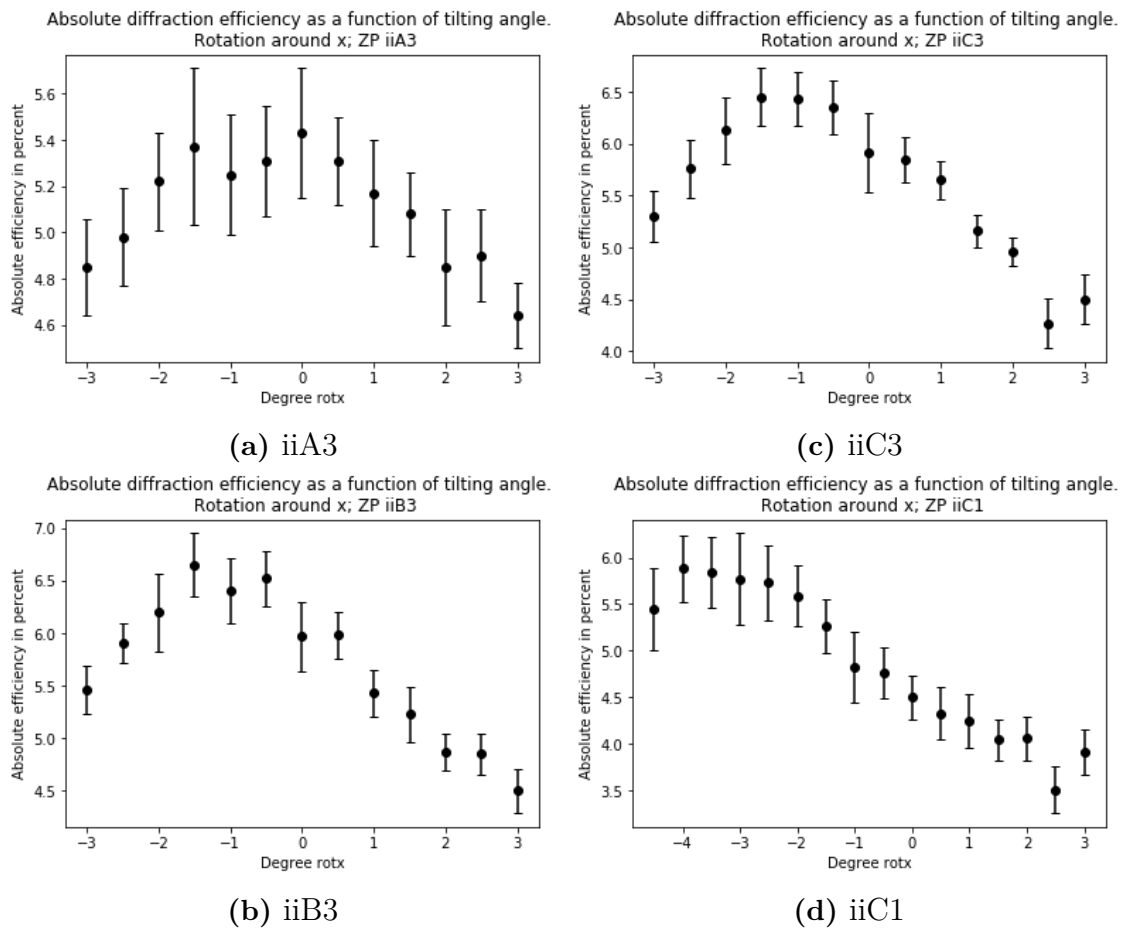 Absolute diffraction efficiency as a function of tilting angle.
Rotation around x; ZP iiA3
Absolute efficiency in percent
5.6
5.4
5.2
5.0
4.8
4.6
−3 −2 −1 0 1 2 3
Degree rotx
(a) iiA3
Absolute diffraction efficiency as a function of tilting angle.
Rotation around x; ZP iiC3
Absolute efficiency in percent
6.5
6.0
5.5
5.0
4.5
4.0
−3 −2 −1 0 1 2 3
Degree rotx
(c) iiC3
Absolute diffraction efficiency as a function of tilting angle.
Rotation around x; ZP iiB3
Absolute efficiency in percent
7.0
6.5
6.0
5.5
5.0
4.5
−3 −2 −1 0 1 2 3
Degree rotx
(b) iiB3
Absolute diffraction efficiency as a function of tilting angle.
Rotation around x; ZP iiC1
Absolute efficiency in percent
6.0
5.5
5.0
4.5
4.0
3.5
−4 −3 −2 −1 0 1 2 3
Degree rotx
(d) iiC1